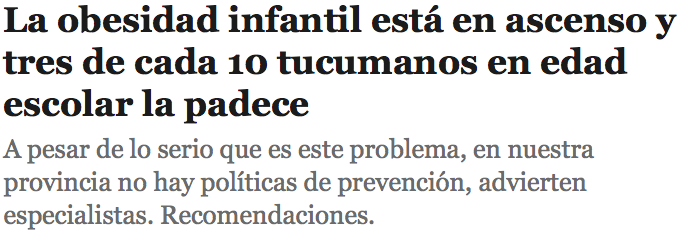 La obesidad infantil está en ascenso y
tres de cada 10 tucumanos en edad
escolar la padece
A pesar de lo serio que es este problema, en nuestra
provincia no hay políticas de prevención, advierten
especialistas. Recomendaciones.